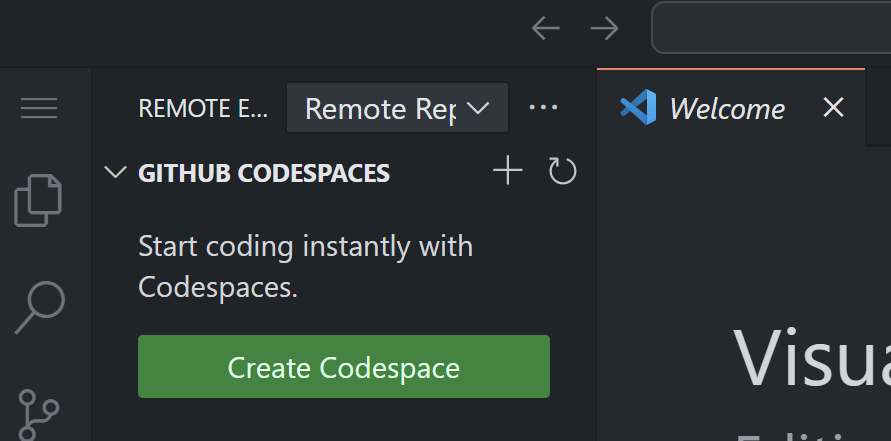 REMOTE E...
Remote Rep
Welcome
GITHUB CODESPACES
Start coding instantly with
Codespaces.
Create Codespace
Visua